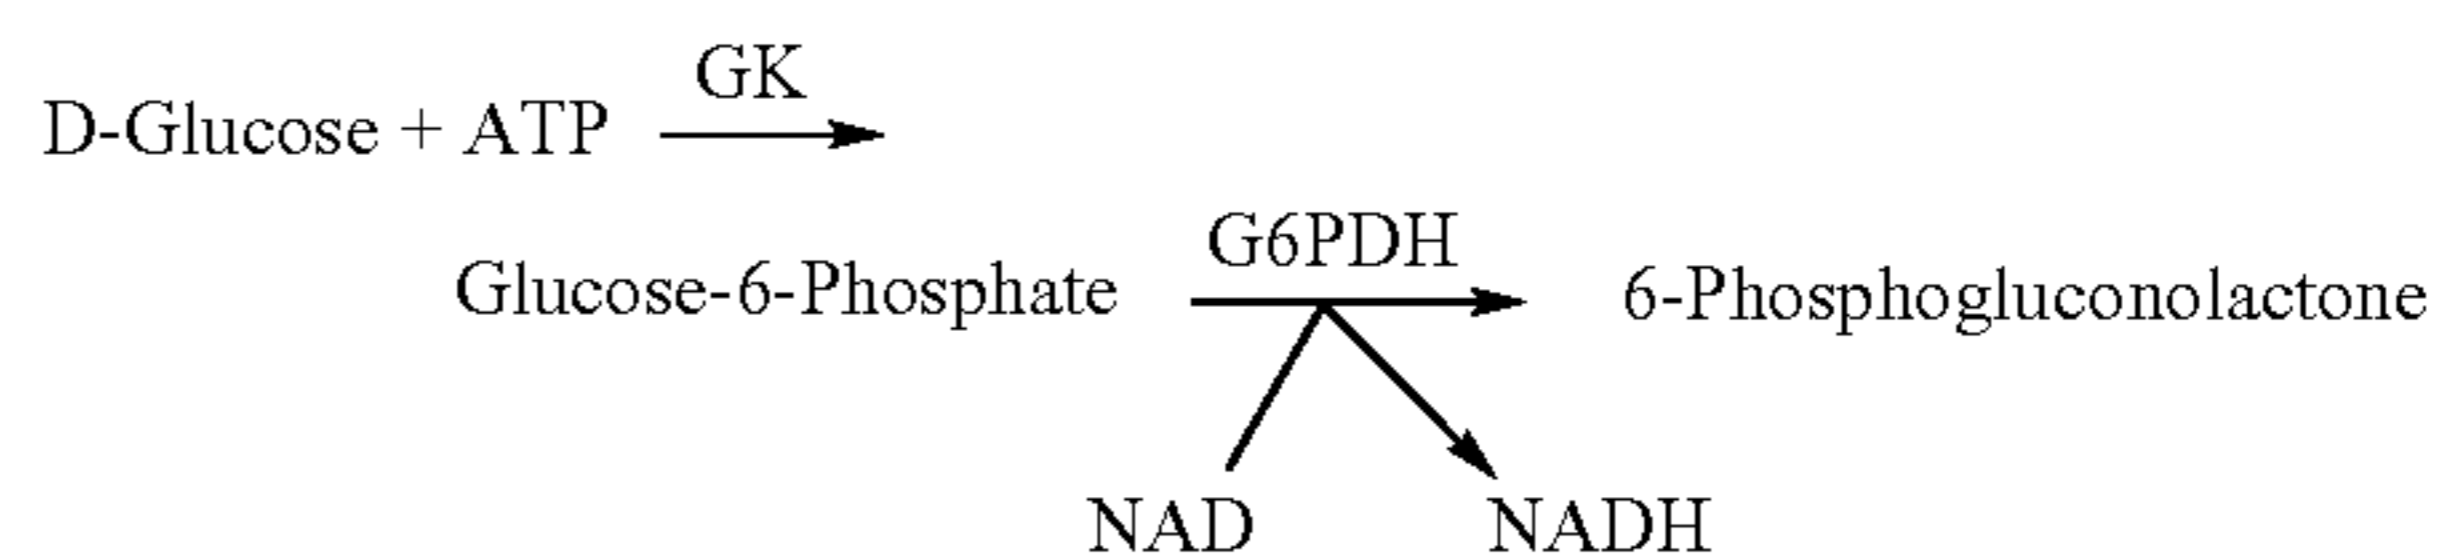 GK
D-Glucose + ATP
G6PDH
Glucose-6-Phosphate 6-Phosphogluconolactone
NAD NADH